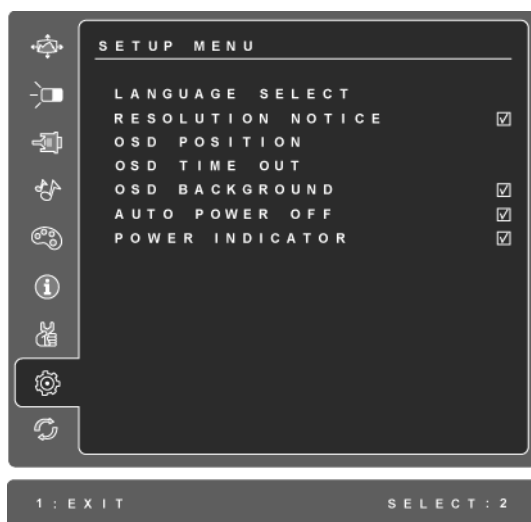 SETUP MENU
LANGUAGE SELECT
RESOLUTION NOTICE
OSD POSITION
OSD TIME OUT
OSD BACKGROUND
AUTO POWER OFF
POWER INDICATOR
1:EXIT SELECT:2